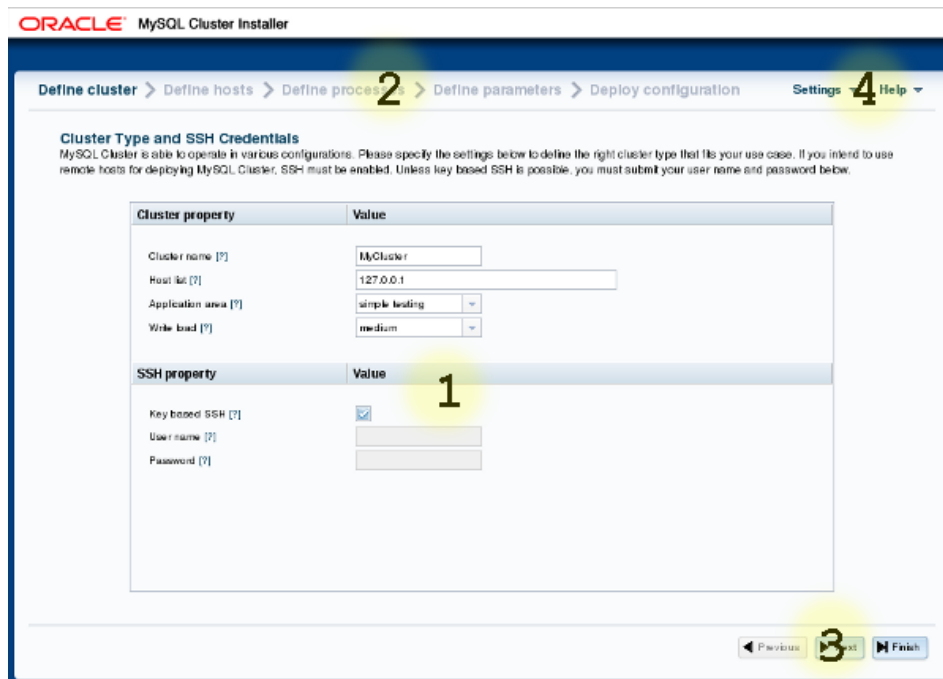 ORACLE MySQL Cluster Installer
Define cluster > Define hosts > Define processes > Define parameters > Deploy configuration Settings Help
2
4
Cluster Type and SSH Credentials
MySQL Cluster is able to operate in various configurations. Please specify the settings below to define the right cluster type that fits your use case. If you intend to use
remote hosts for deploying MySQL Cluster, SSH must be enabled. Unless key based SSH is possible, you must submit your user name and password below.
Cluster property Value
Cluster name [?] MyCluster
Host list [?] 127.0.0.1
Application area [?] simple testing
Write load [?] medium
SSH property Value
1
Key based SSH [?]
User name [?]
Password [?]
Previous Next Finish
3